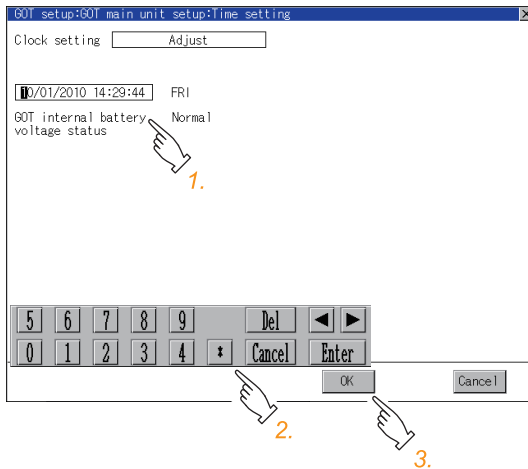 GOT setup:GOT main unit setup:Time setting
Clock setting Adjust
10/01/2010 14:29:44 FRI
GOT internal battery Normal
voltage status
1.
5 6 7 8 9 Del ◀ ▶
0 1 2 3 4 * Cancel Enter
OK Cancel
2.
3.